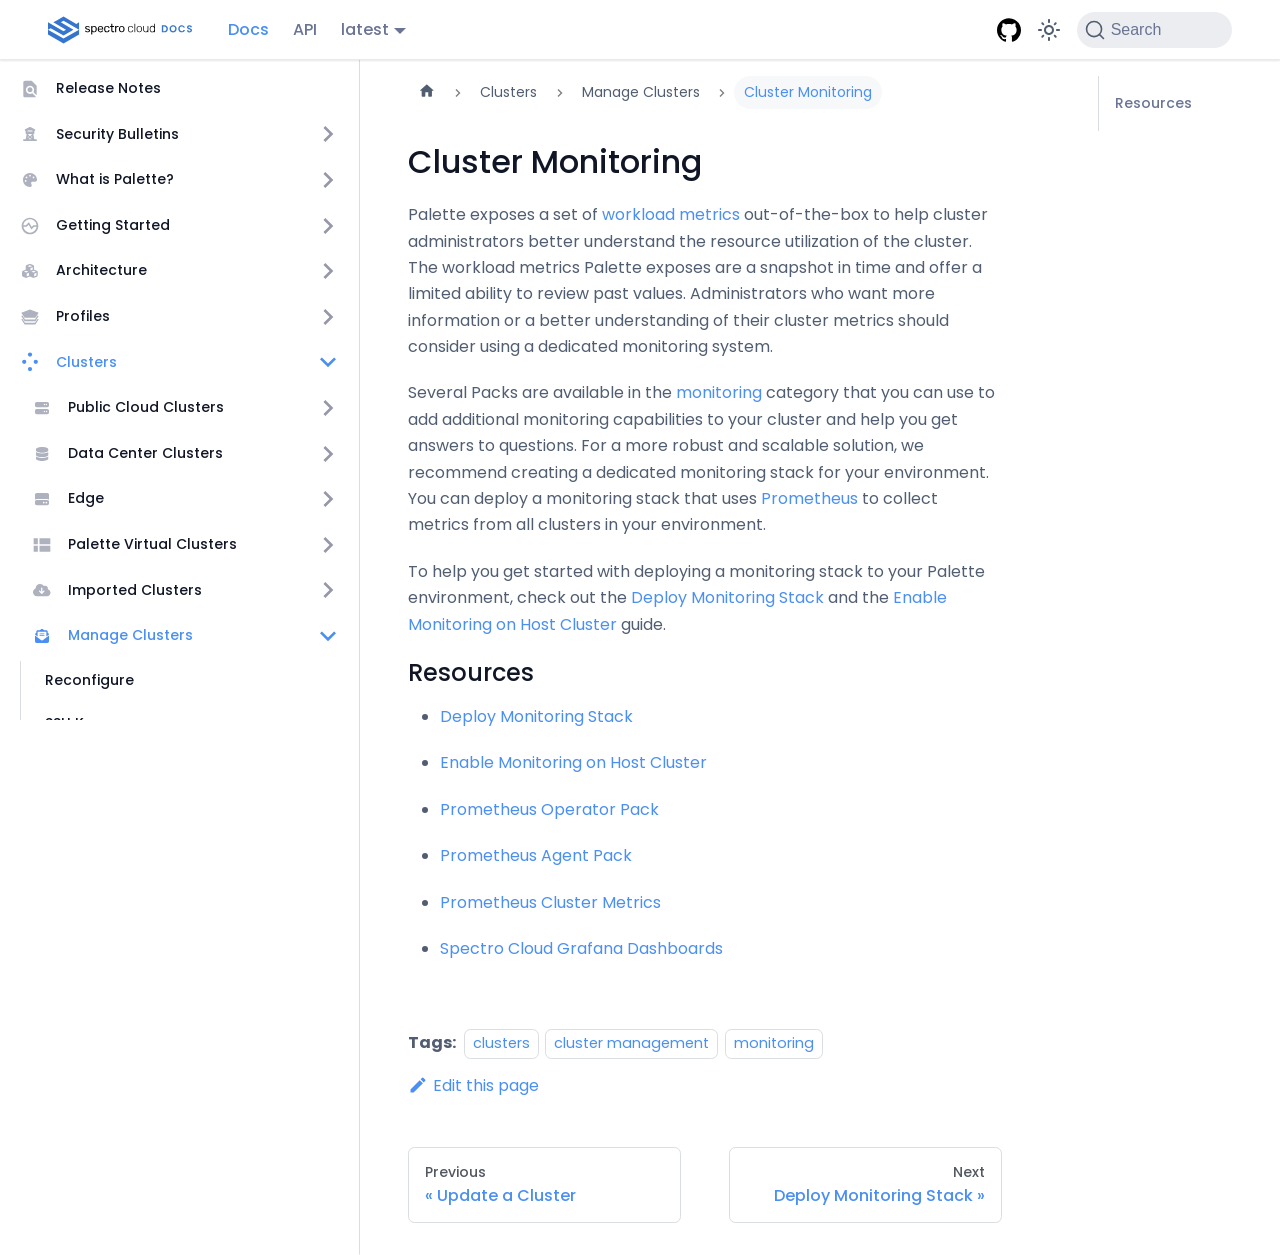 spectro cloud DOCS
Docs
API
latest
Search
Release Notes
Security Bulletins
What is Palette?
Getting Started
Architecture
Profiles
Clusters
Public Cloud Clusters
Data Center Clusters
Edge
Palette Virtual Clusters
Imported Clusters
Manage Clusters
Reconfigure
Clusters
Manage Clusters
Cluster Monitoring
Cluster Monitoring
Palette exposes a set of workload metrics out-of-the-box to help cluster
administrators better understand the resource utilization of the cluster.
The workload metrics Palette exposes are a snapshot in time and offer a
limited ability to review past values. Administrators who want more
information or a better understanding of their cluster metrics should
consider using a dedicated monitoring system.
Several Packs are available in the monitoring category that you can use to
add additional monitoring capabilities to your cluster and help you get
answers to questions. For a more robust and scalable solution, we
recommend creating a dedicated monitoring stack for your environment.
You can deploy a monitoring stack that uses Prometheus to collect
metrics from all clusters in your environment.
To help you get started with deploying a monitoring stack to your Palette
environment, check out the Deploy Monitoring Stack and the Enable
Monitoring on Host Cluster guide.
Resources
Deploy Monitoring Stack
Enable Monitoring on Host Cluster
Prometheus Operator Pack
Prometheus Agent Pack
Prometheus Cluster Metrics
Spectro Cloud Grafana Dashboards
Tags: clusters cluster management monitoring
Edit this page
Previous
« Update a Cluster
Next
Deploy Monitoring Stack »
Resources